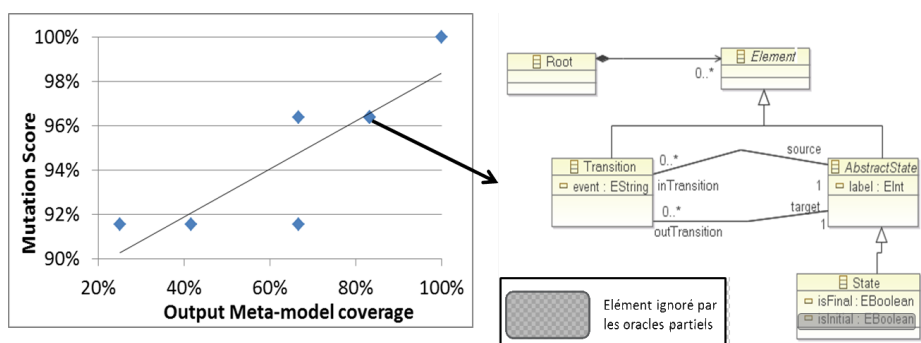 100%
98%
96%
94%
92%
90%
Mutation Score
20%
40%
60%
80%
100%
Output Meta-model coverage
Root
0..*
Element
Transition
event : EString
0..*
inTransition
source
1
AbstractState
label : EInt
0..*
outTransition
target
1
State
isFinal : EBoolean
isInitial : EBoolean
Elément ignoré par
les oracles partiels